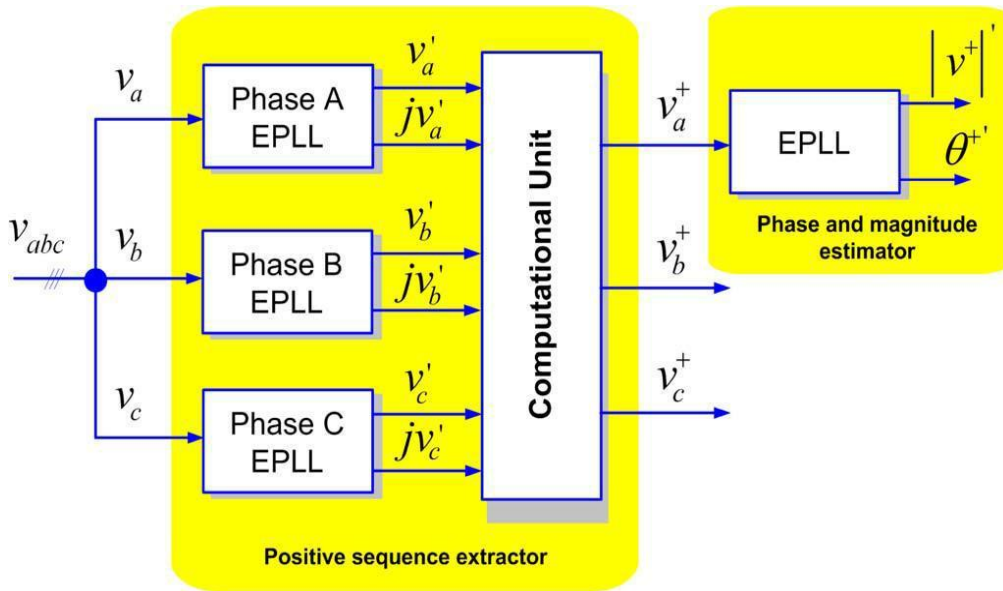 v_abc
v_a
v_b
v_c
Phase A
EPLL
Phase B
EPLL
Phase C
EPLL
v_a'
jv_a'
v_b'
jv_b'
v_c'
jv_c'
Computational Unit
Positive sequence extractor
v_a^+
v_b^+
v_c^+
EPLL
|v^+|'
θ^+'
Phase and magnitude
estimator